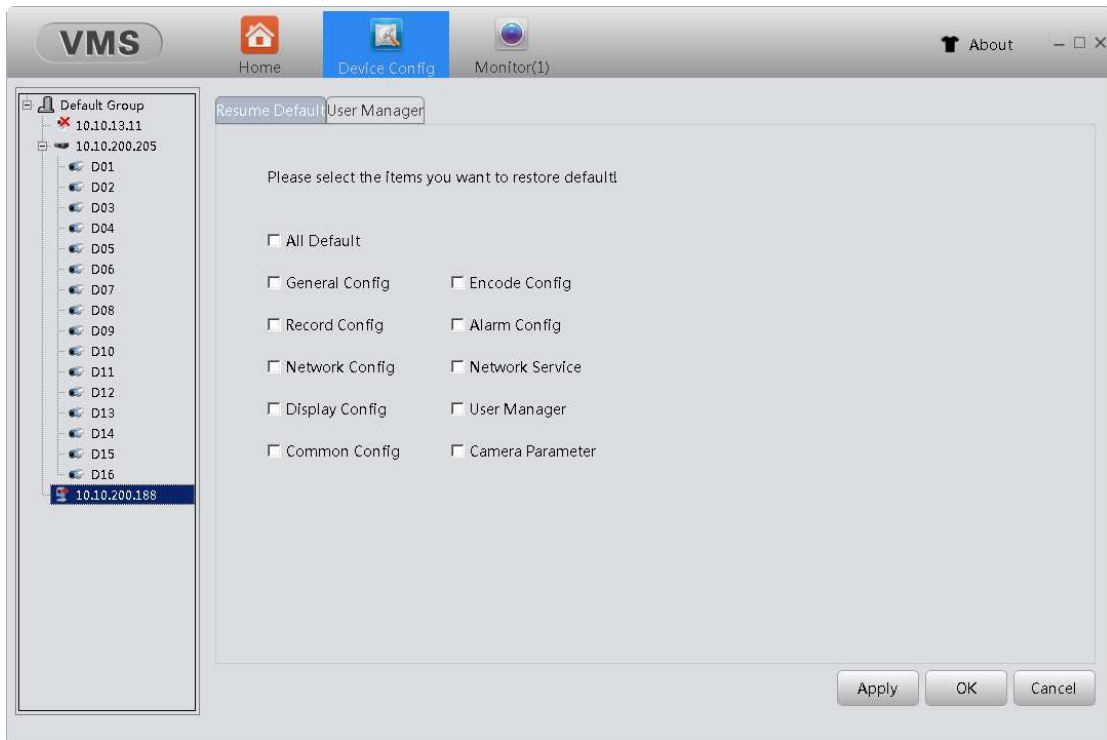 VMS
Home
Device Config
Monitor(1)
About
Default Group
10.10.13.11
10.10.200.205
D01
D02
D03
D04
D05
D06
D07
D08
D09
D10
D11
D12
D13
D14
D15
D16
10.10.200.188
Resume Default User Manager
Please select the items you want to restore default!
All Default
General Config Encode Config
Record Config Alarm Config
Network Config Network Service
Display Config User Manager
Common Config Camera Parameter
Apply OK Cancel